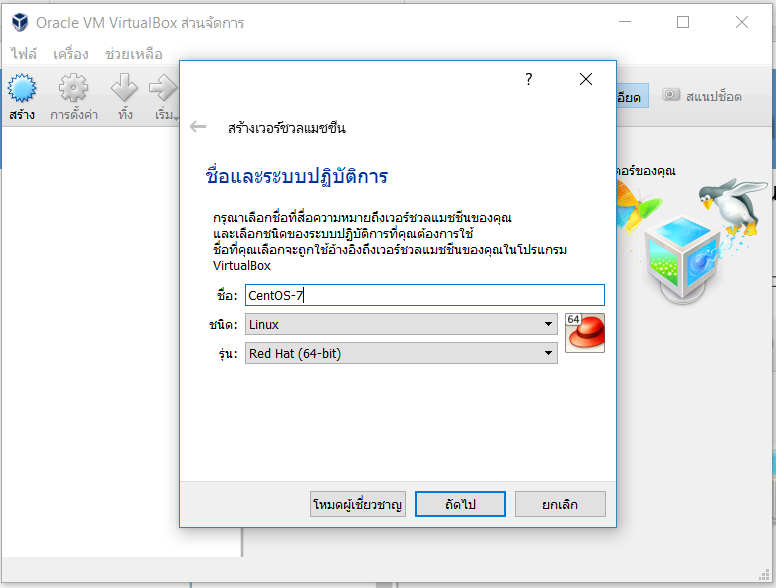 Oracle VM VirtualBox ส่วนจัดการ
ไฟล์ เครื่อง ช่วยเหลือ
สร้าง การตั้งค่า ทิ้ง เริ่ม
สแนปช็อต
?
สร้างเวอร์ชวลแมชชีน
ชื่อและระบบปฏิบัติการ
กรุณาเลือกชื่อที่สื่อความหมายถึงเวอร์ชวลแมชชีนของคุณ
และเลือกชนิดของระบบปฏิบัติการที่คุณต้องการใช้
ชื่อที่คุณเลือกจะถูกใช้อ้างอิงถึงเวอร์ชวลแมชชีนของคุณในโปรแกรม
VirtualBox
ชื่อ: CentOS-7
ชนิด: Linux
64
รุ่น: Red Hat (64-bit)
โหมดผู้เชี่ยวชาญ ถัดไป ยกเลิก